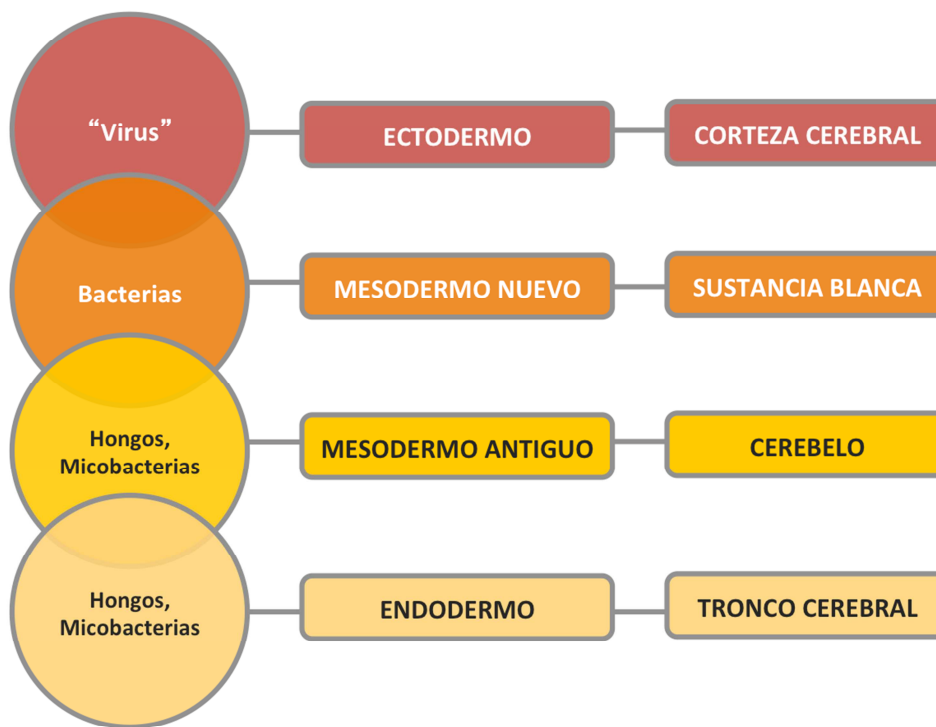 “Virus”
ECTODERMO
CORTEZA CEREBRAL
Bacterias
MESODERMO NUEVO
SUSTANCIA BLANCA
Hongos,
Micobacterias
MESODERMO ANTIGUO
CEREBELO
Hongos,
Micobacterias
ENDODERMO
TRONCO CEREBRAL